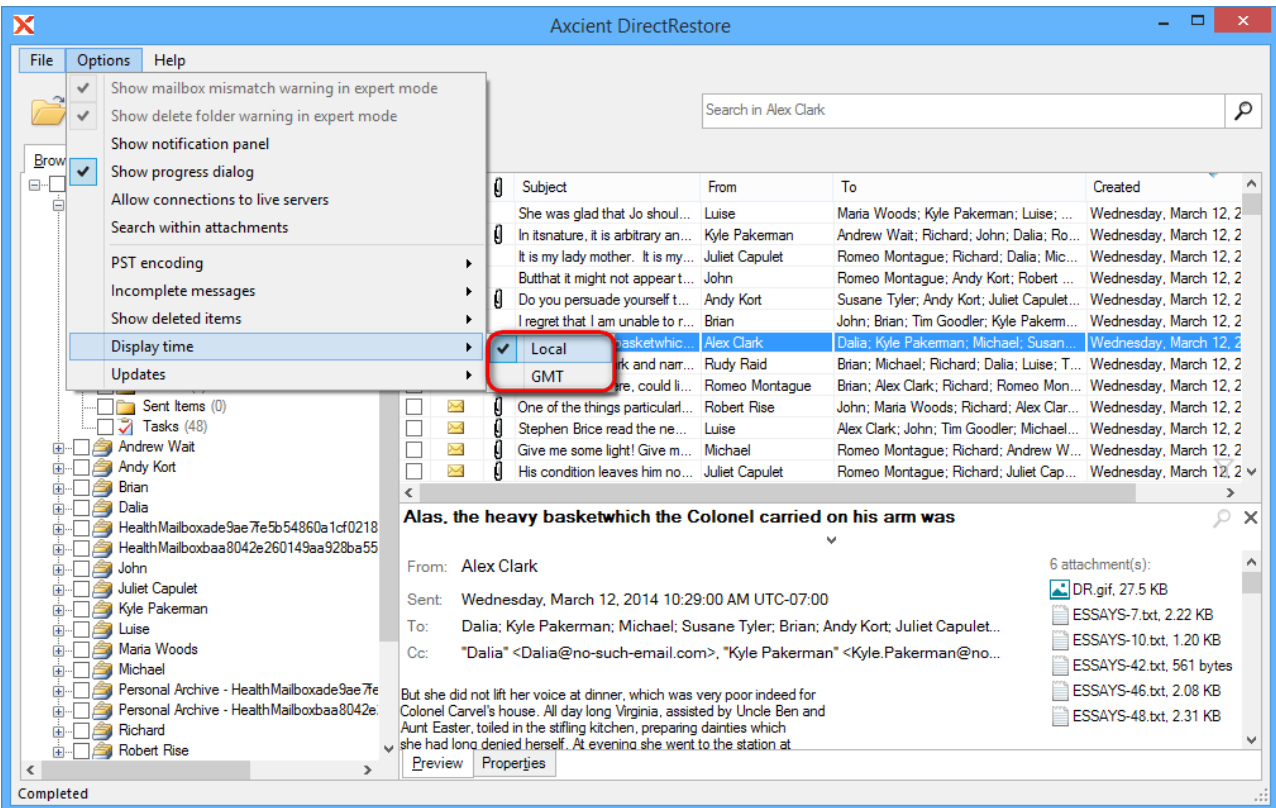 Axcient DirectRestore
File Options Help
Show mailbox mismatch warning in expert mode
Show delete folder warning in expert mode
Show notification panel
Show progress dialog
Allow connections to live servers
Search within attachments
PST encoding
Incomplete messages
Show deleted items
Display time
Updates
Local
GMT
Search in Alex Clark
Brow
Sent Items (0)
Tasks (48)
Andrew Wait
Andy Kort
Brian
Dalia
HealthMailboxade9ae7fe5b54860a1cf0218
HealthMailboxbaa8042e260149aa928ba55
John
Juliet Capulet
Kyle Pakerman
Luise
Maria Woods
Michael
Personal Archive - HealthMailboxade9ae7fe
Personal Archive - HealthMailboxbaa8042e
Richard
Robert Rise
Subject From To Created
She was glad that Jo shoul... Luise Maria Woods; Kyle Pakerman; Luise; ... Wednesday, March 12, 2
In itsnature, it is arbitrary an... Kyle Pakerman Andrew Wait; Richard; John; Dalia; Ro... Wednesday, March 12, 2
It is my lady mother. It is my... Juliet Capulet Romeo Montague; Richard; Dalia; Mic... Wednesday, March 12, 2
Butthat it might not appear t... John Romeo Montague; Andy Kort; Robert ... Wednesday, March 12, 2
Do you persuade yourself t... Andy Kort Susane Tyler; Andy Kort; Juliet Capulet... Wednesday, March 12, 2
I regret that I am unable to r... Brian John; Brian; Tim Goodler; Kyle Pakerm... Wednesday, March 12, 2
basketwhic... Alex Clark Dalia; Kyle Pakerman; Michael; Susan... Wednesday, March 12, 2
rk and narr... Rudy Raid Brian; Michael; Richard; Dalia; Luise; T... Wednesday, March 12, 2
ere, could li... Romeo Montague Brian; Alex Clark; Richard; Romeo Mon... Wednesday, March 12, 2
One of the things particularl... Robert Rise John; Maria Woods; Richard; Alex Clar... Wednesday, March 12, 2
Stephen Brice read the ne... Luise Alex Clark; John; Tim Goodler; Michael... Wednesday, March 12, 2
Give me some light! Give m... Michael Romeo Montague; Richard; Andrew W... Wednesday, March 12, 2
His condition leaves him no... Juliet Capulet Romeo Montague; Richard; Juliet Cap... Wednesday, March 12, 2
Alas, the heavy basketwhich the Colonel carried on his arm was
From: Alex Clark
Sent: Wednesday, March 12, 2014 10:29:00 AM UTC-07:00
To: Dalia; Kyle Pakerman; Michael; Susane Tyler; Brian; Andy Kort; Juliet Capulet...
Cc: "Dalia" <Dalia@no-such-email.com>, "Kyle Pakerman" <Kyle.Pakerman@no...
6 attachment(s):
DR.gif, 27.5 KB
ESSAYS-7.txt, 2.22 KB
ESSAYS-10.txt, 1.20 KB
ESSAYS-42.txt, 561 bytes
ESSAYS-46.txt, 2.08 KB
ESSAYS-48.txt, 2.31 KB
But she did not lift her voice at dinner, which was very poor indeed for
Colonel Carvel's house. All day long Virginia, assisted by Uncle Ben and
Aunt Easter, toiled in the stifling kitchen, preparing dainties which
she had long denied herself. At evening she went to the station at
Preview Properties
Completed